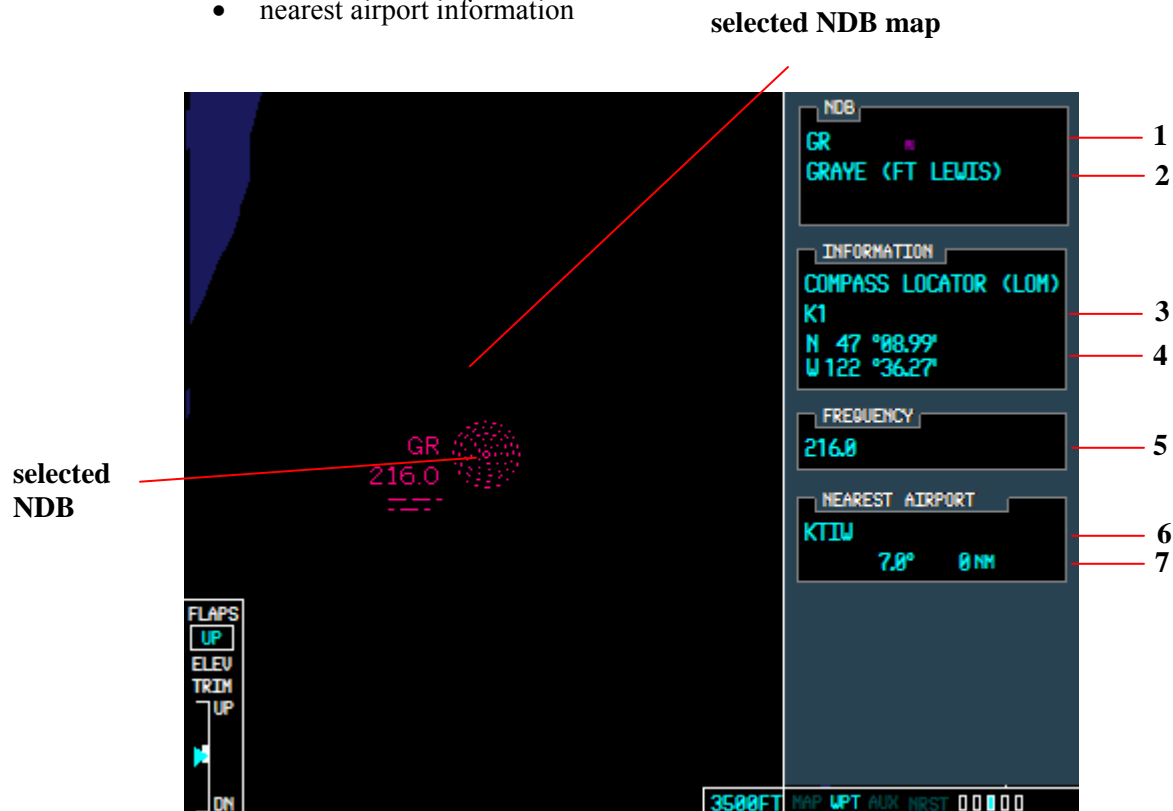 • nearest airport information
selected NDB map
NDB
GR
GRAYE (FT LEWIS)
1
2
INFORMATION
COMPASS LOCATOR (LOM)
K1
N 47 °08.99'
W 122 °36.27'
3
4
FREQUENCY
216.0
5
NEAREST AIRPORT
KTIW
7.0° 0 NM
6
7
GR
216.0
selected
NDB
FLAPS
UP
ELEV
TRIM
UP
DN
3500FT MAP WPT AUX NRST